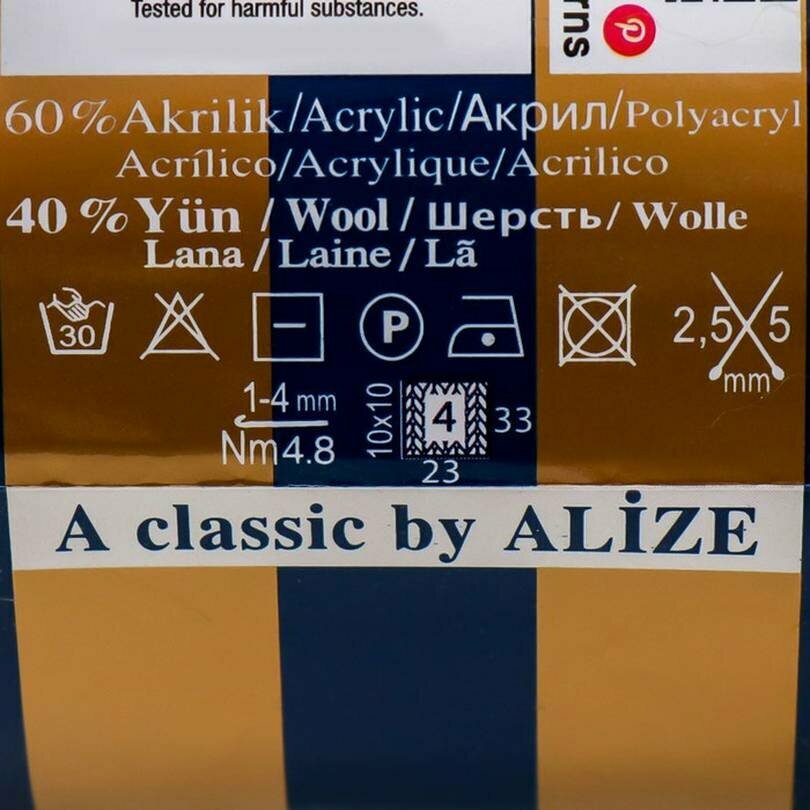 Tested for harmful substances.
rns
60%Akrilik/Acrylic/Акрил/Polyacryl
Acrílico/Acrylique/Acrilico
40%Yün / Wool / Шерсть/ Wolle
Lana / Laine / Lã
30
P
2,5 5
mm
1-4 mm
Nm4.8
10x10
4
33
23
A classic by ALİZE